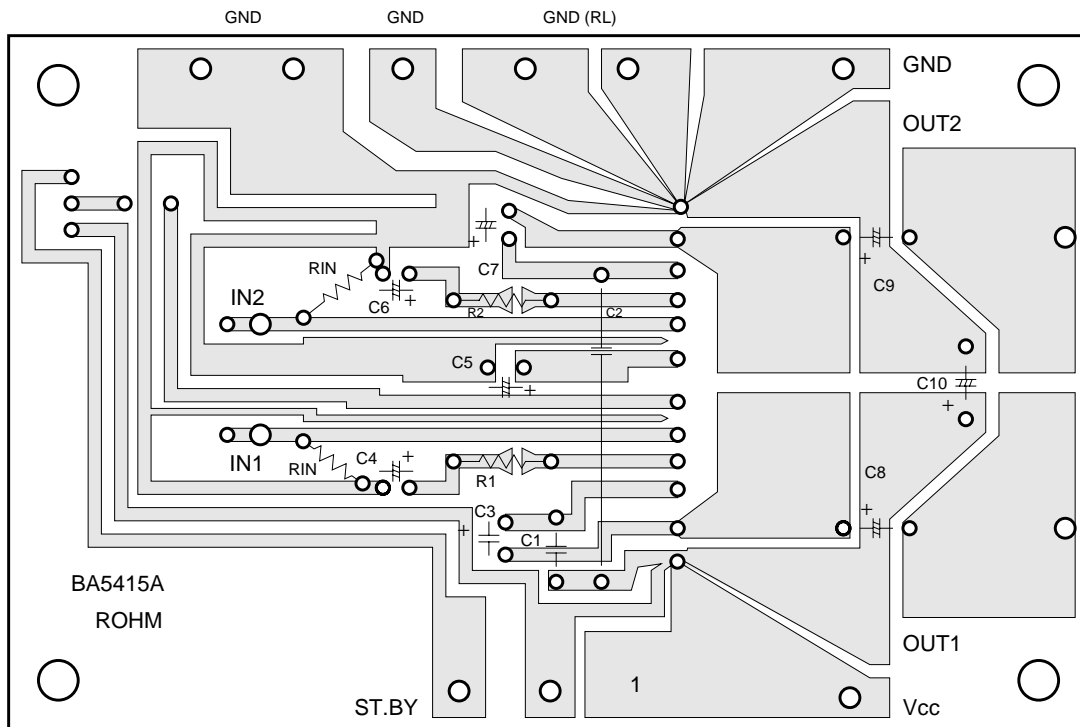 GND GND GND (RL)
GND
OUT2
C7
RIN
C6
C9
IN2
R2
C2
C5
C10
IN1
RIN
C4
R1
C8
C3
C1
BA5415A
ROHM
OUT1
1
ST.BY
Vcc